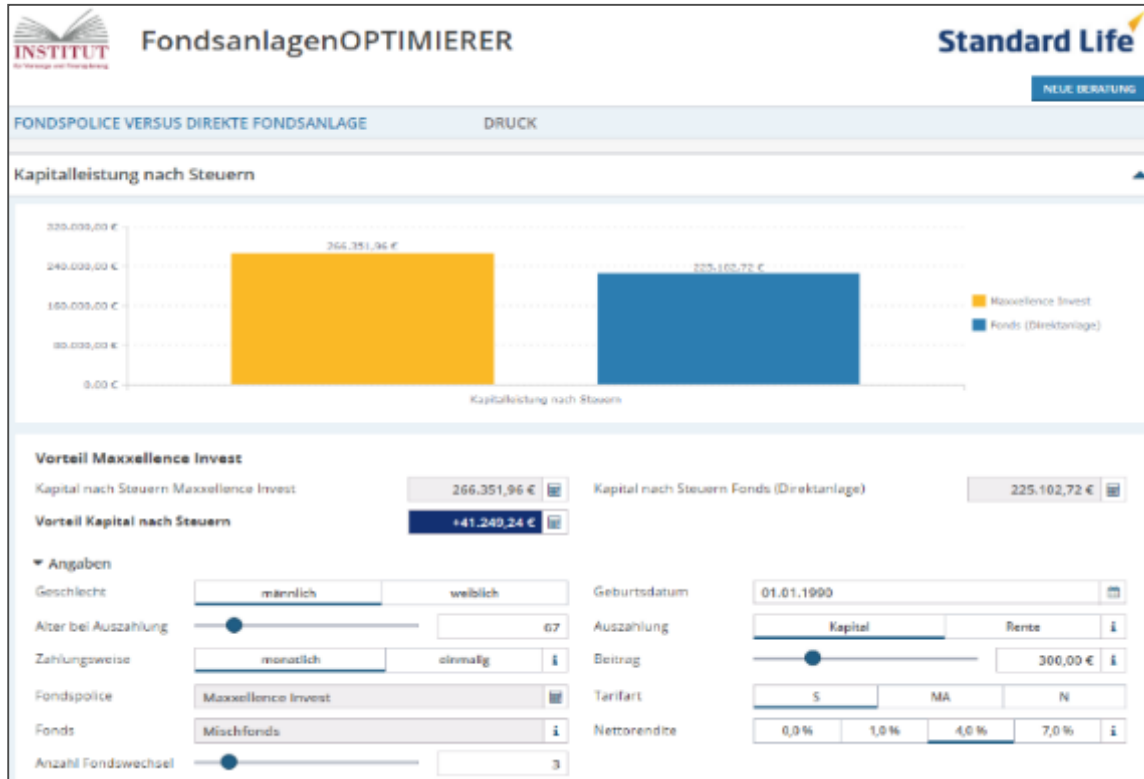 INSTITUT
für Vorsorge und Finanzplanung
FondsanlagenOPTIMIERER
Standard Life
NEUE BERATUNG
FONDSPOLICE VERSUS DIREKTE FONDSANLAGE DRUCK
Kapitalleistung nach Steuern
320.000,00 €
240.000,00 €
160.000,00 €
80.000,00 €
0,00 €
266.351,96 €
225.102,72 €
Maxxellence Invest
Fonds (Direktanlage)
Kapitalleistung nach Steuern
Vorteil Maxxellence Invest
Kapital nach Steuern Maxxellence Invest 266.351,96 € Kapital nach Steuern Fonds (Direktanlage) 225.102,72 €
Vorteil Kapital nach Steuern +41.249,24 €
Angaben
Geschlecht männlich weiblich Geburtsdatum 01.01.1990
Alter bei Auszahlung 67 Auszahlung Kapital Rente i
Zahlungsweise monatlich einmalig i Beitrag 300,00 € i
Fondspolice Maxxellence Invest Tarifart S MA N
Fonds Mischfonds i Nettorendite 0,0 % 1,0 % 4,0 % 7,0 % i
Anzahl Fondswechsel 3